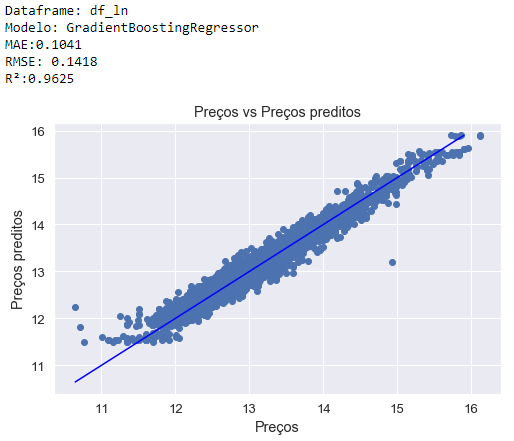 Dataframe: df_ln
Modelo: GradientBoostingRegressor
MAE:0.1041
RMSE: 0.1418
R²:0.9625
Preços vs Preços preditos
16
15
14
13
12
11
Preços preditos
11 12 13 14 15 16
Preços